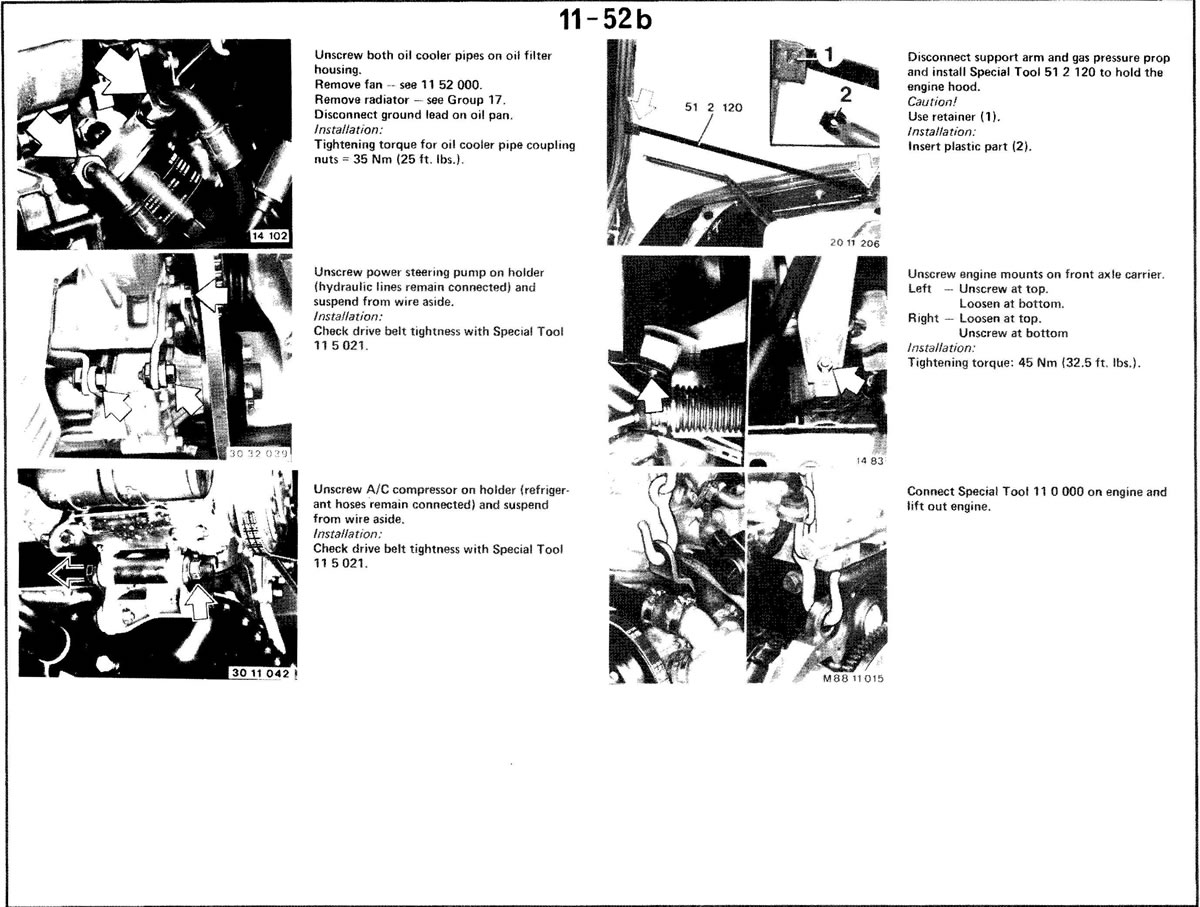 11-52b
Unscrew both oil cooler pipes on oil filter
housing.
Remove fan -- see 11 52 000.
Remove radiator – see Group 17.
Disconnect ground lead on oil pan.
Installation:
Tightening torque for oil cooler pipe coupling
nuts = 35 Nm (25 ft. lbs.).
14 102
Unscrew power steering pump on holder
(hydraulic lines remain connected) and
suspend from wire aside.
Installation:
Check drive belt tightness with Special Tool
11 5 021.
30 32 039
Unscrew A/C compressor on holder (refriger-
ant hoses remain connected) and suspend
from wire aside.
Installation:
Check drive belt tightness with Special Tool
11 5 021.
30 11 042
1
2
51 2 120
20 11 206
Disconnect support arm and gas pressure prop
and install Special Tool 51 2 120 to hold the
engine hood.
Caution!
Use retainer (1).
Installation:
Insert plastic part (2).
Unscrew engine mounts on front axle carrier.
Left – Unscrew at top.
Loosen at bottom.
Right – Loosen at top.
Unscrew at bottom
Installation:
Tightening torque: 45 Nm (32.5 ft. lbs.).
14 83
Connect Special Tool 11 0 000 on engine and
lift out engine.
M88 11 015